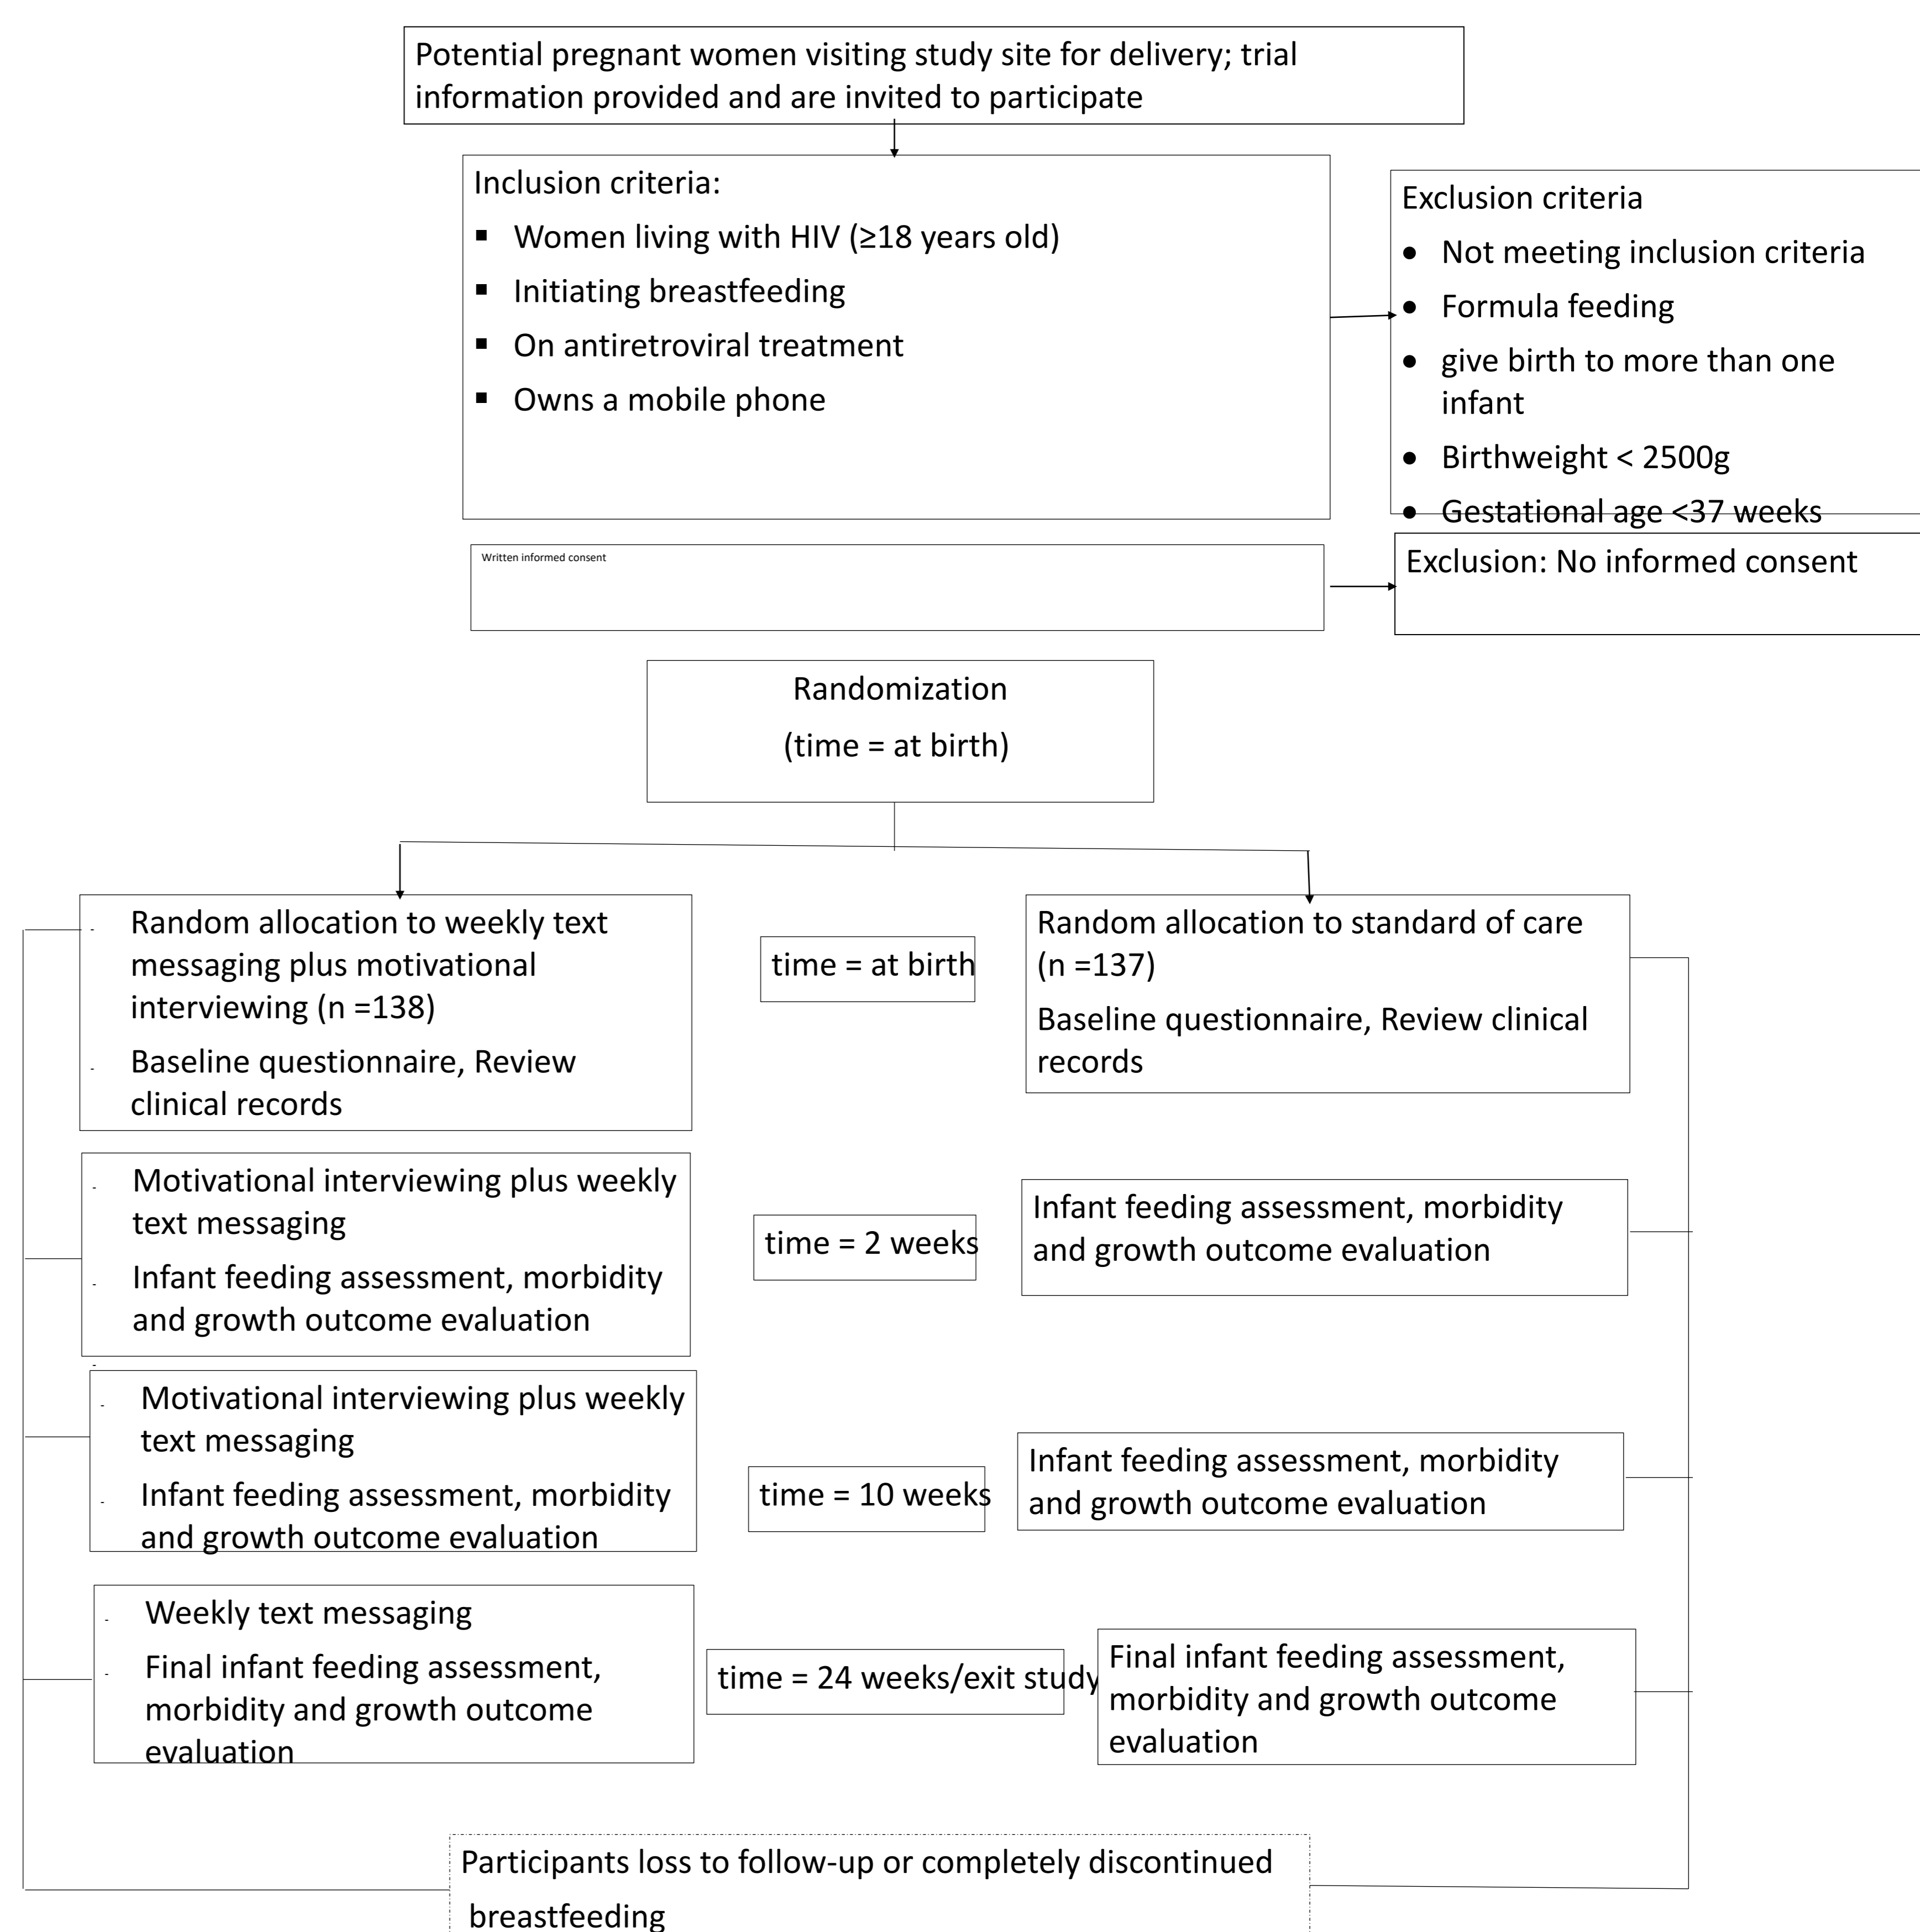 Potential pregnant women visiting study site for delivery; trial
information provided and are invited to participate
Inclusion criteria:
▪ Women living with HIV (≥18 years old)
▪ Initiating breastfeeding
▪ On antiretroviral treatment
▪ Owns a mobile phone
Exclusion criteria
• Not meeting inclusion criteria
• Formula feeding
• give birth to more than one
infant
• Birthweight < 2500g
• Gestational age <37 weeks
Written informed consent
Exclusion: No informed consent
Randomization
(time = at birth)
- Random allocation to weekly text
messaging plus motivational
interviewing (n =138)
- Baseline questionnaire, Review
clinical records
time = at birth
Random allocation to standard of care
(n =137)
Baseline questionnaire, Review clinical
records
- Motivational interviewing plus weekly
text messaging
- Infant feeding assessment, morbidity
and growth outcome evaluation
-
time = 2 weeks
Infant feeding assessment, morbidity
and growth outcome evaluation
- Motivational interviewing plus weekly
text messaging
- Infant feeding assessment, morbidity
and growth outcome evaluation
time = 10 weeks
Infant feeding assessment, morbidity
and growth outcome evaluation
- Weekly text messaging
- Final infant feeding assessment,
morbidity and growth outcome
evaluation
time = 24 weeks/exit study
Final infant feeding assessment,
morbidity and growth outcome
evaluation
Participants loss to follow-up or completely discontinued
breastfeeding